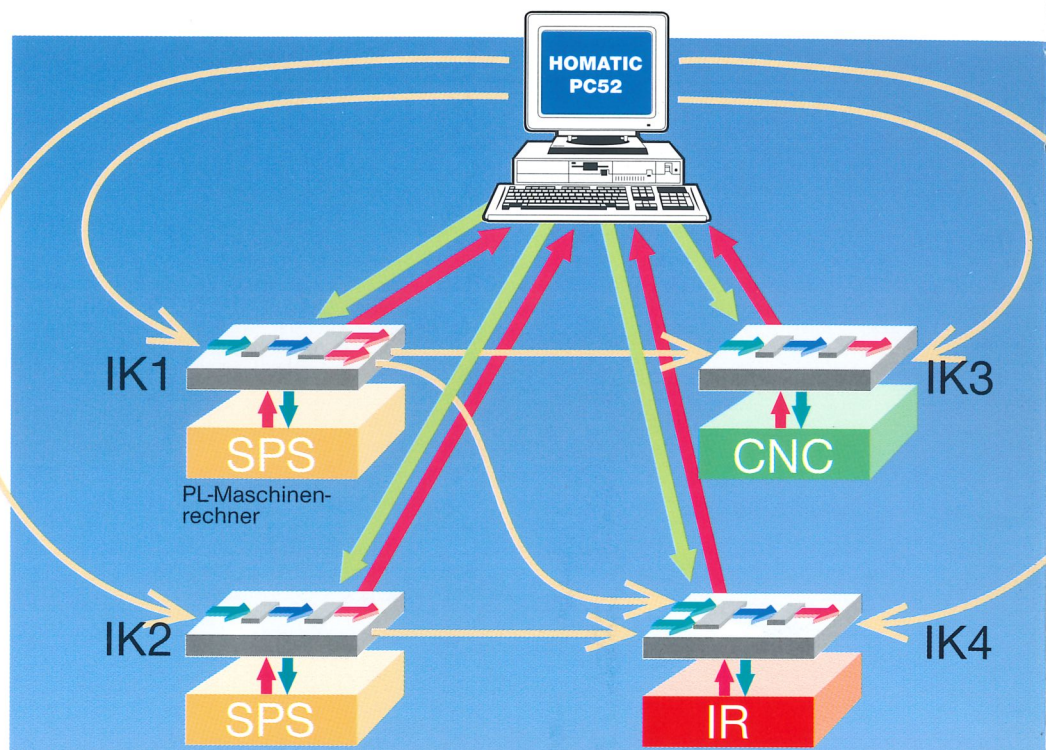 HOMATIC
PC52
IK1
SPS
PL-Maschinen-
rechner
IK3
CNC
IK2
SPS
IK4
IR